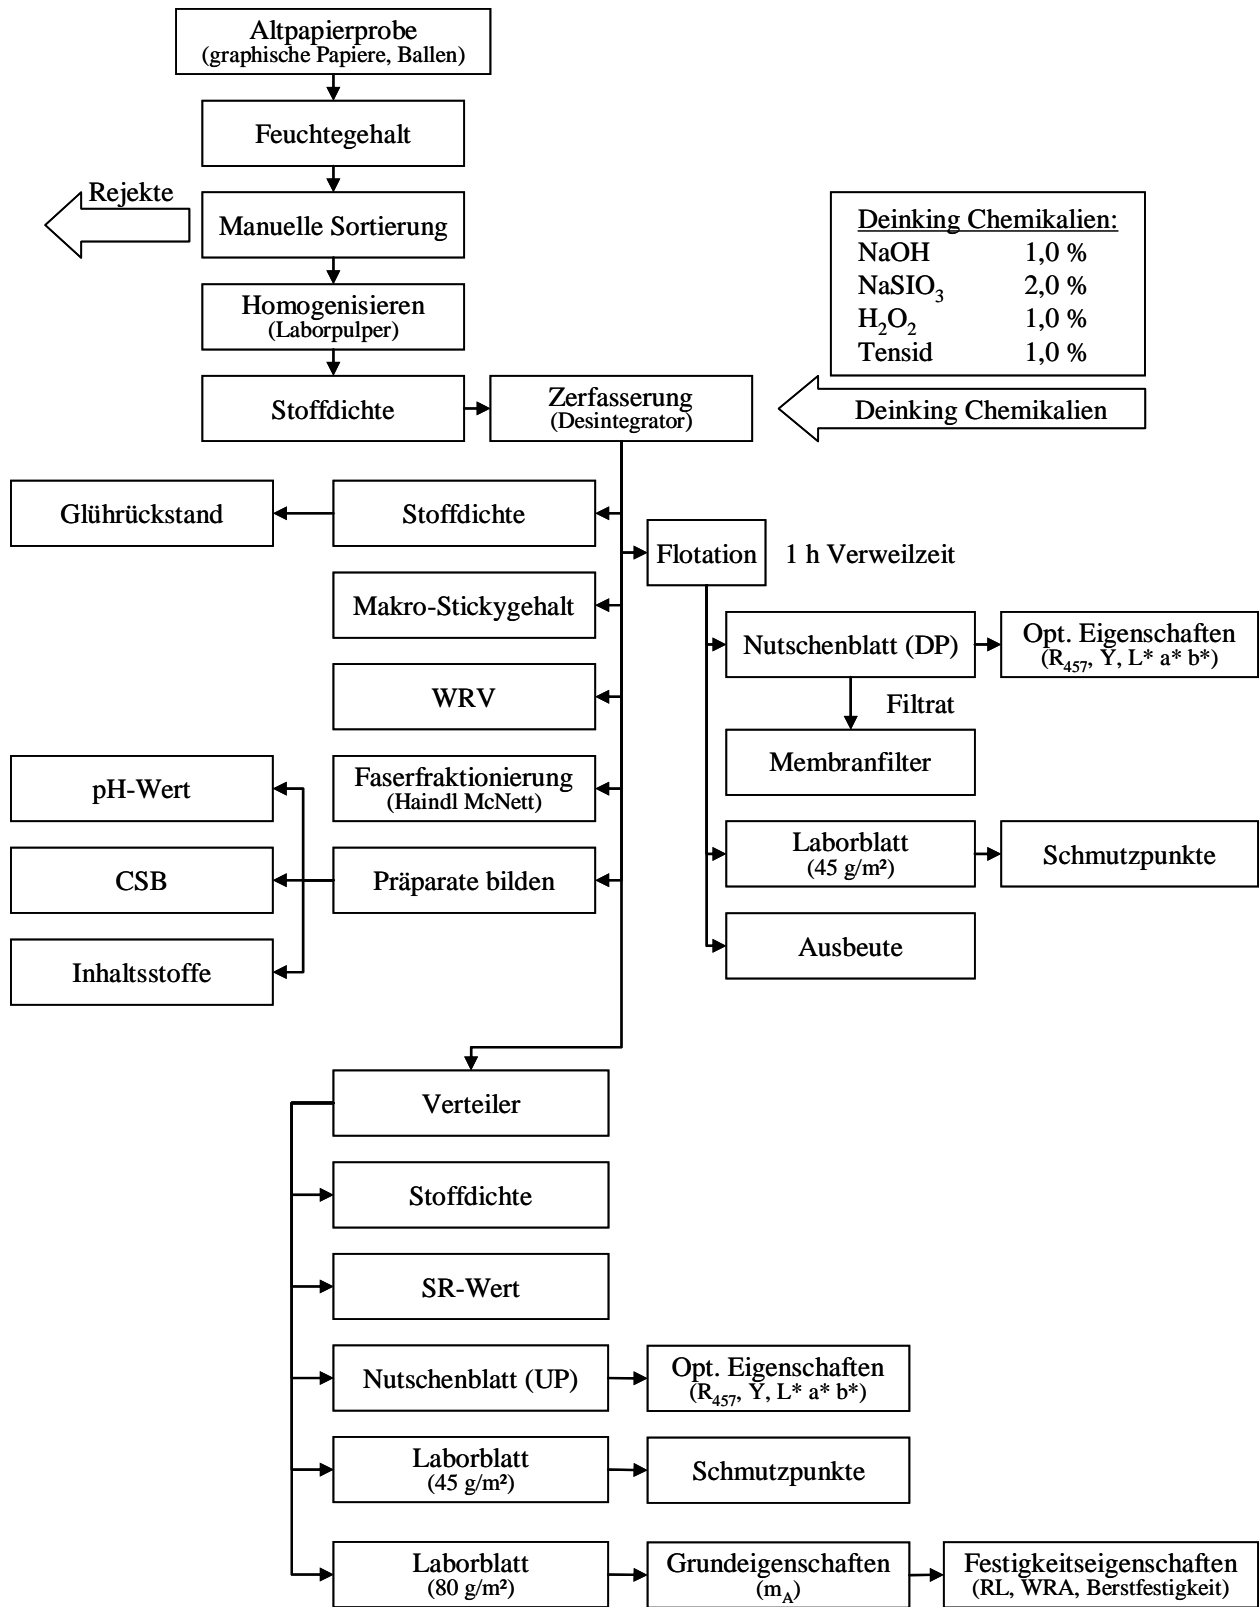 Altpapierprobe
(graphische Papiere, Ballen)
Feuchtegehalt
Rejekte
Manuelle Sortierung
Deinking Chemikalien:
NaOH 1,0 %
NaSIO₃ 2,0 %
H₂O₂ 1,0 %
Tensid 1,0 %
Homogenisieren
(Laborpulper)
Stoffdichte
Zerfasserung
(Desintegrator)
Deinking Chemikalien
Glührückstand
Stoffdichte
Flotation
1 h Verweilzeit
Makro-Stickygehalt
Nutschenblatt (DP)
Opt. Eigenschaften
(R₄₅₇, Y, L* a* b*)
WRV
Filtrat
Membranfilter
pH-Wert
Faserfraktionierung
(Haindl McNett)
Laborblatt
(45 g/m²)
Schmutzpunkte
CSB
Präparate bilden
Ausbeute
Inhaltsstoffe
Verteiler
Stoffdichte
SR-Wert
Nutschenblatt (UP)
Opt. Eigenschaften
(R₄₅₇, Y, L* a* b*)
Laborblatt
(45 g/m²)
Schmutzpunkte
Laborblatt
(80 g/m²)
Grundeigenschaften
(m_A)
Festigkeitseigenschaften
(RL, WRA, Berstfestigkeit)